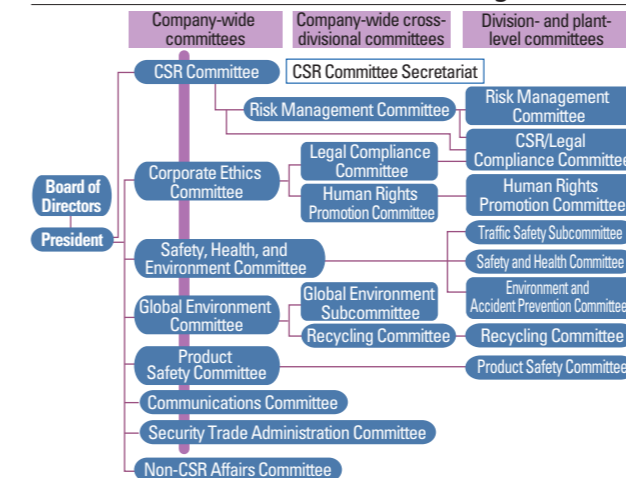 Company-wide
committees
Company-wide cross-
divisional committees
Division- and plant-
level committees
CSR Committee
CSR Committee Secretariat
Risk Management Committee
Risk Management
Committee
CSR/Legal
Compliance Committee
Legal Compliance
Committee
Corporate Ethics
Committee
Human Rights
Promotion Committee
Human Rights
Promotion Committee
Board of
Directors
President
Traffic Safety Subcommittee
Safety, Health, and
Environment Committee
Safety and Health Committee
Environment and
Accident Prevention Committee
Global Environment
Committee
Global Environment
Subcommittee
Recycling Committee
Recycling Committee
Product
Safety Committee
Product Safety Committee
Communications Committee
Security Trade Administration Committee
Non-CSR Affairs Committee